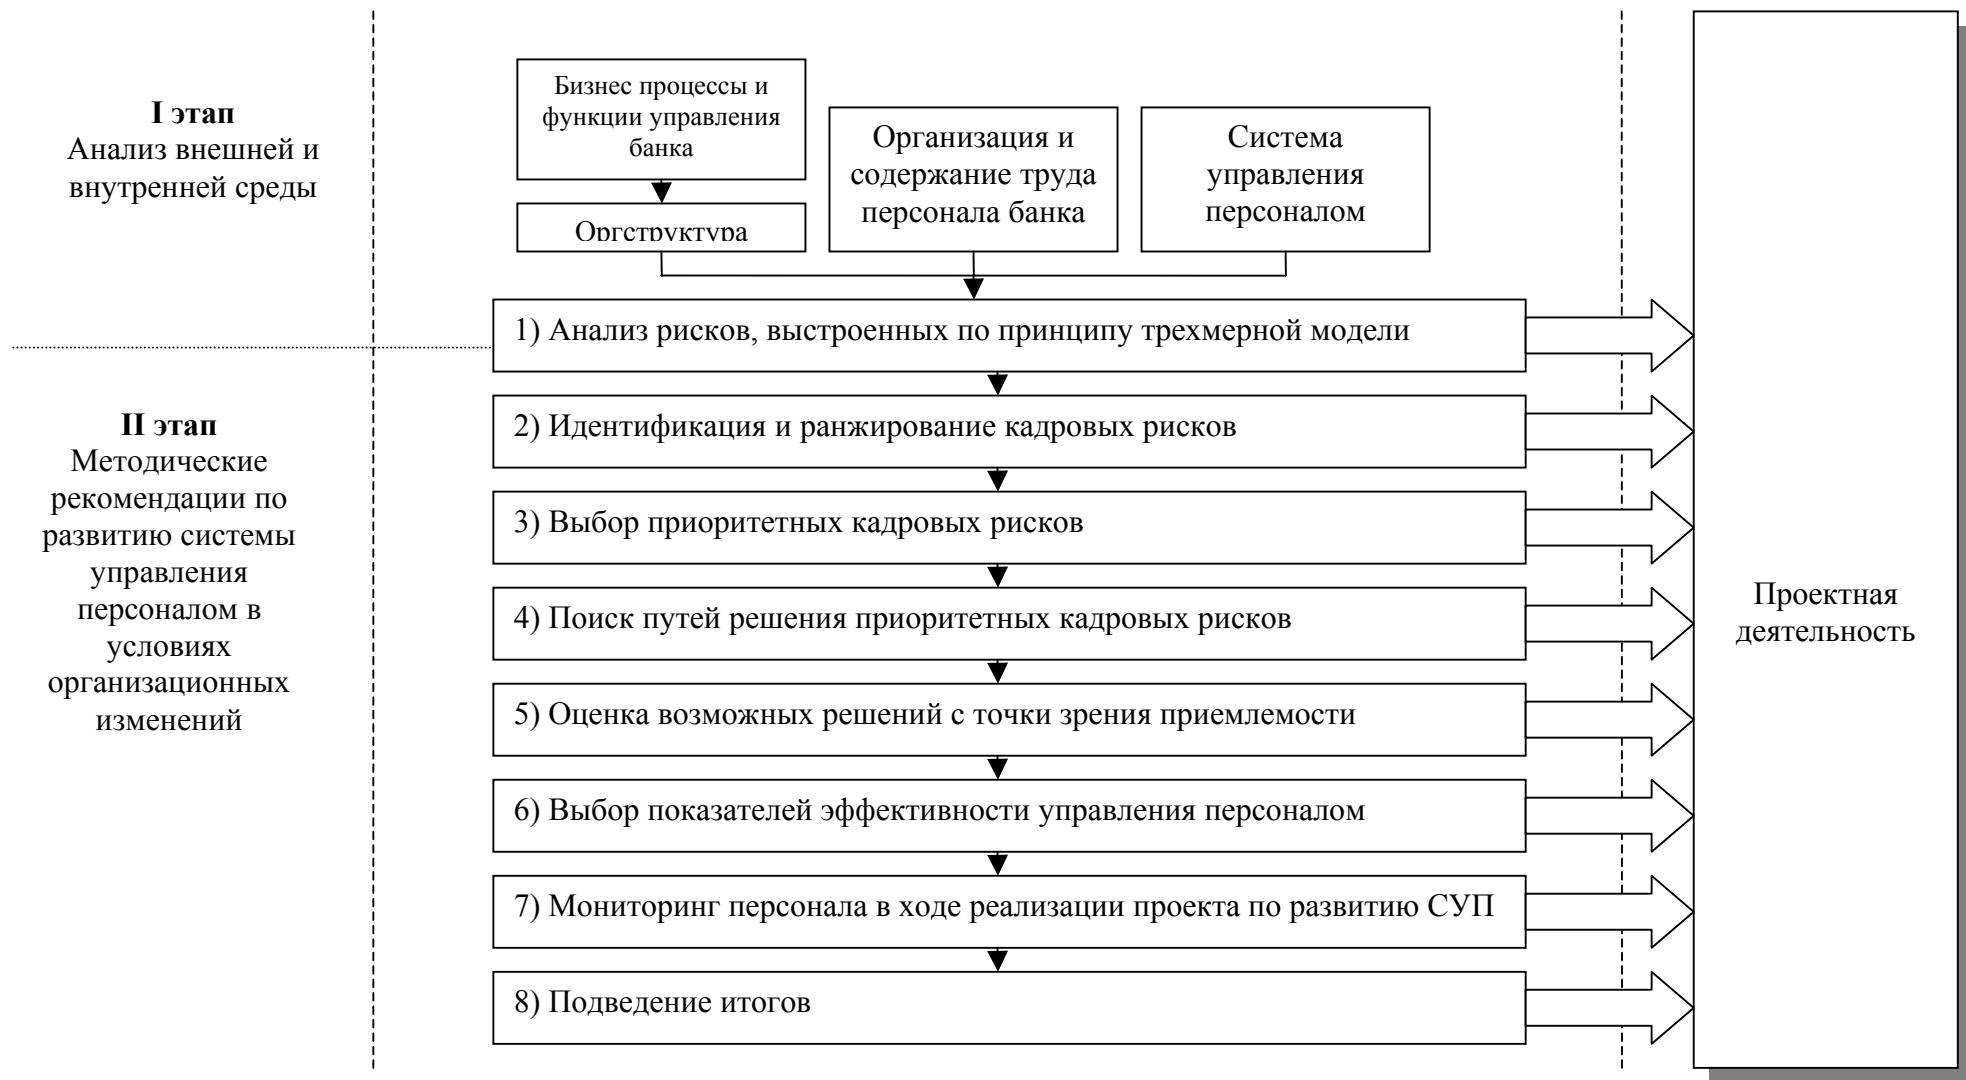 I этап
Анализ внешней и
внутренней среды
Бизнес процессы и
функции управления
банка
Оргструктура
Организация и
содержание труда
персонала банка
Система
управления
персоналом
II этап
Методические
рекомендации по
развитию системы
управления
персоналом в
условиях
организационных
изменений
1) Анализ рисков, выстроенных по принципу трехмерной модели
2) Идентификация и ранжирование кадровых рисков
3) Выбор приоритетных кадровых рисков
4) Поиск путей решения приоритетных кадровых рисков
5) Оценка возможных решений с точки зрения приемлемости
6) Выбор показателей эффективности управления персоналом
7) Мониторинг персонала в ходе реализации проекта по развитию СУП
8) Подведение итогов
Проектная
деятельность